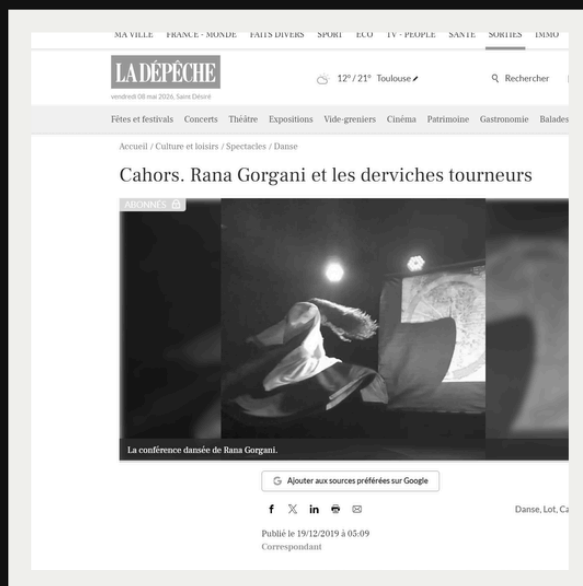 MA VILLE FRANCE - MONDE FAITS DIVERS SPORT ECO TV - PEOPLE SANTÉ SORTIES IMMO
LA DÉPÊCHE
12° / 21° Toulouse
Rechercher
vendredi 08 mai 2026, Saint Désiré
Fêtes et festivals Concerts Théâtre Expositions Vide-greniers Cinéma Patrimoine Gastronomie Balades
Accueil / Culture et loisirs / Spectacles / Danse
Cahors. Rana Gorgani et les derviches tourneurs
ABONNÉS
La conférence dansée de Rana Gorgani.
Ajouter aux sources préférées sur Google
Danse, Lot, Ca
Publié le 19/12/2019 à 05:09
Correspondant